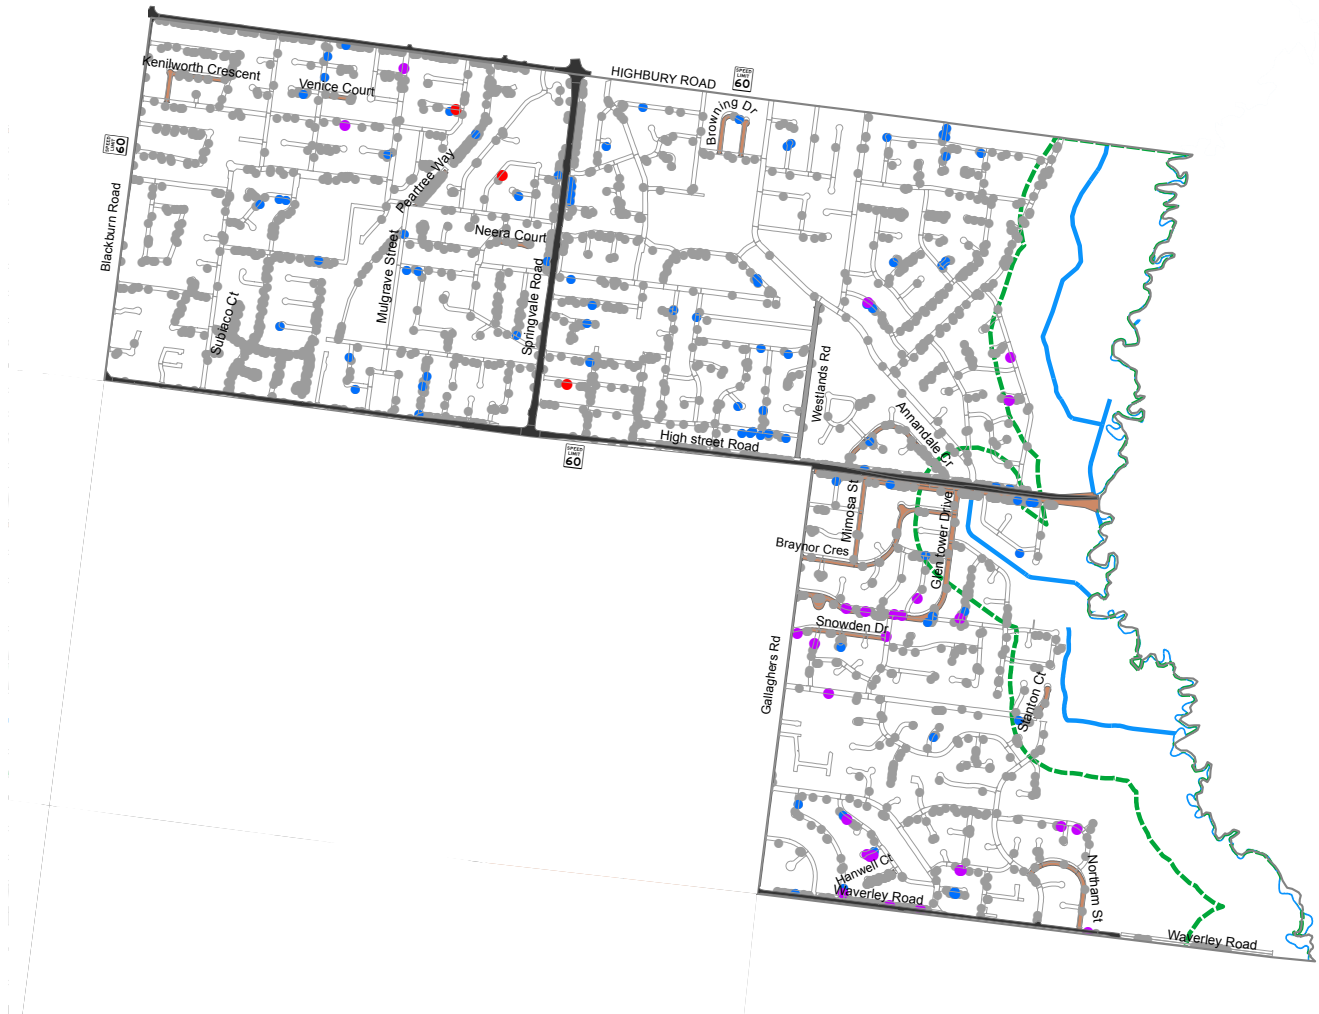 HIGHBURY ROAD
SPEED
LIMIT
60
Kenilworth Crescent
Venice Court
Browning Dr
SPEED
LIMIT
60
Peartree Way
Blackburn Road
Neera Court
Mulgrave Street
Springvale Road
Subiaco Ct
Westlands Rd
Annandale Cr
High street Road
SPEED
LIMIT
60
Mimosa St
Glen tower Drive
Braynor Cres
Snowden Dr
Gallaghers Rd
Stanton Ct
Hanwell Ct
Northam St
Waverley Road
Waverley Road